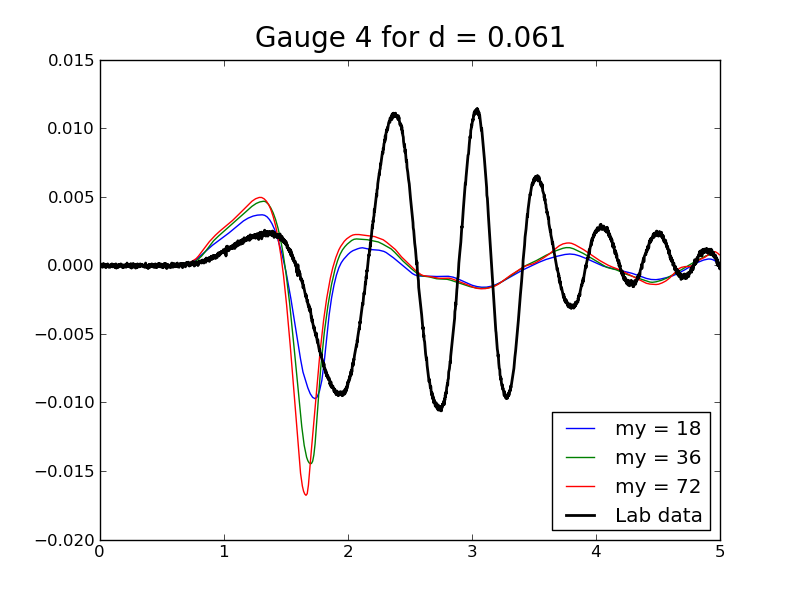 Gauge 4 for d = 0.061
0.015
0.010
0.005
0.000
−0.005
−0.010
−0.015
−0.020
0 1 2 3 4 5
my = 18
my = 36
my = 72
Lab data